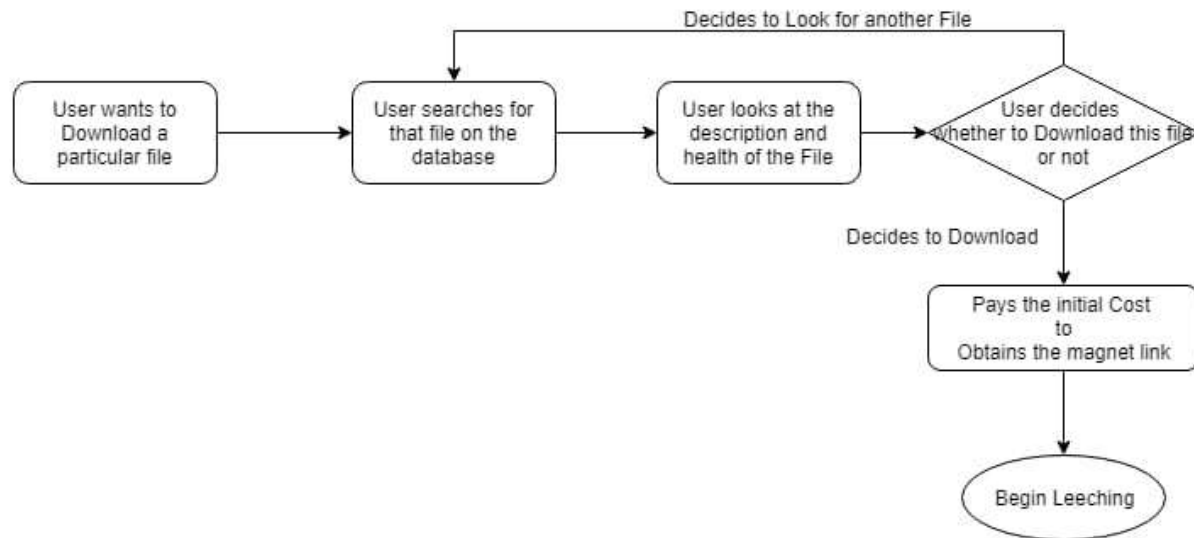 Decides to Look for another File
User wants to
Download a
particular file
User searches for
that file on the
database
User looks at the
description and
health of the File
User decides
whether to Download this file
or not
Decides to Download
Pays the initial Cost
to
Obtains the magnet link
Begin Leeching